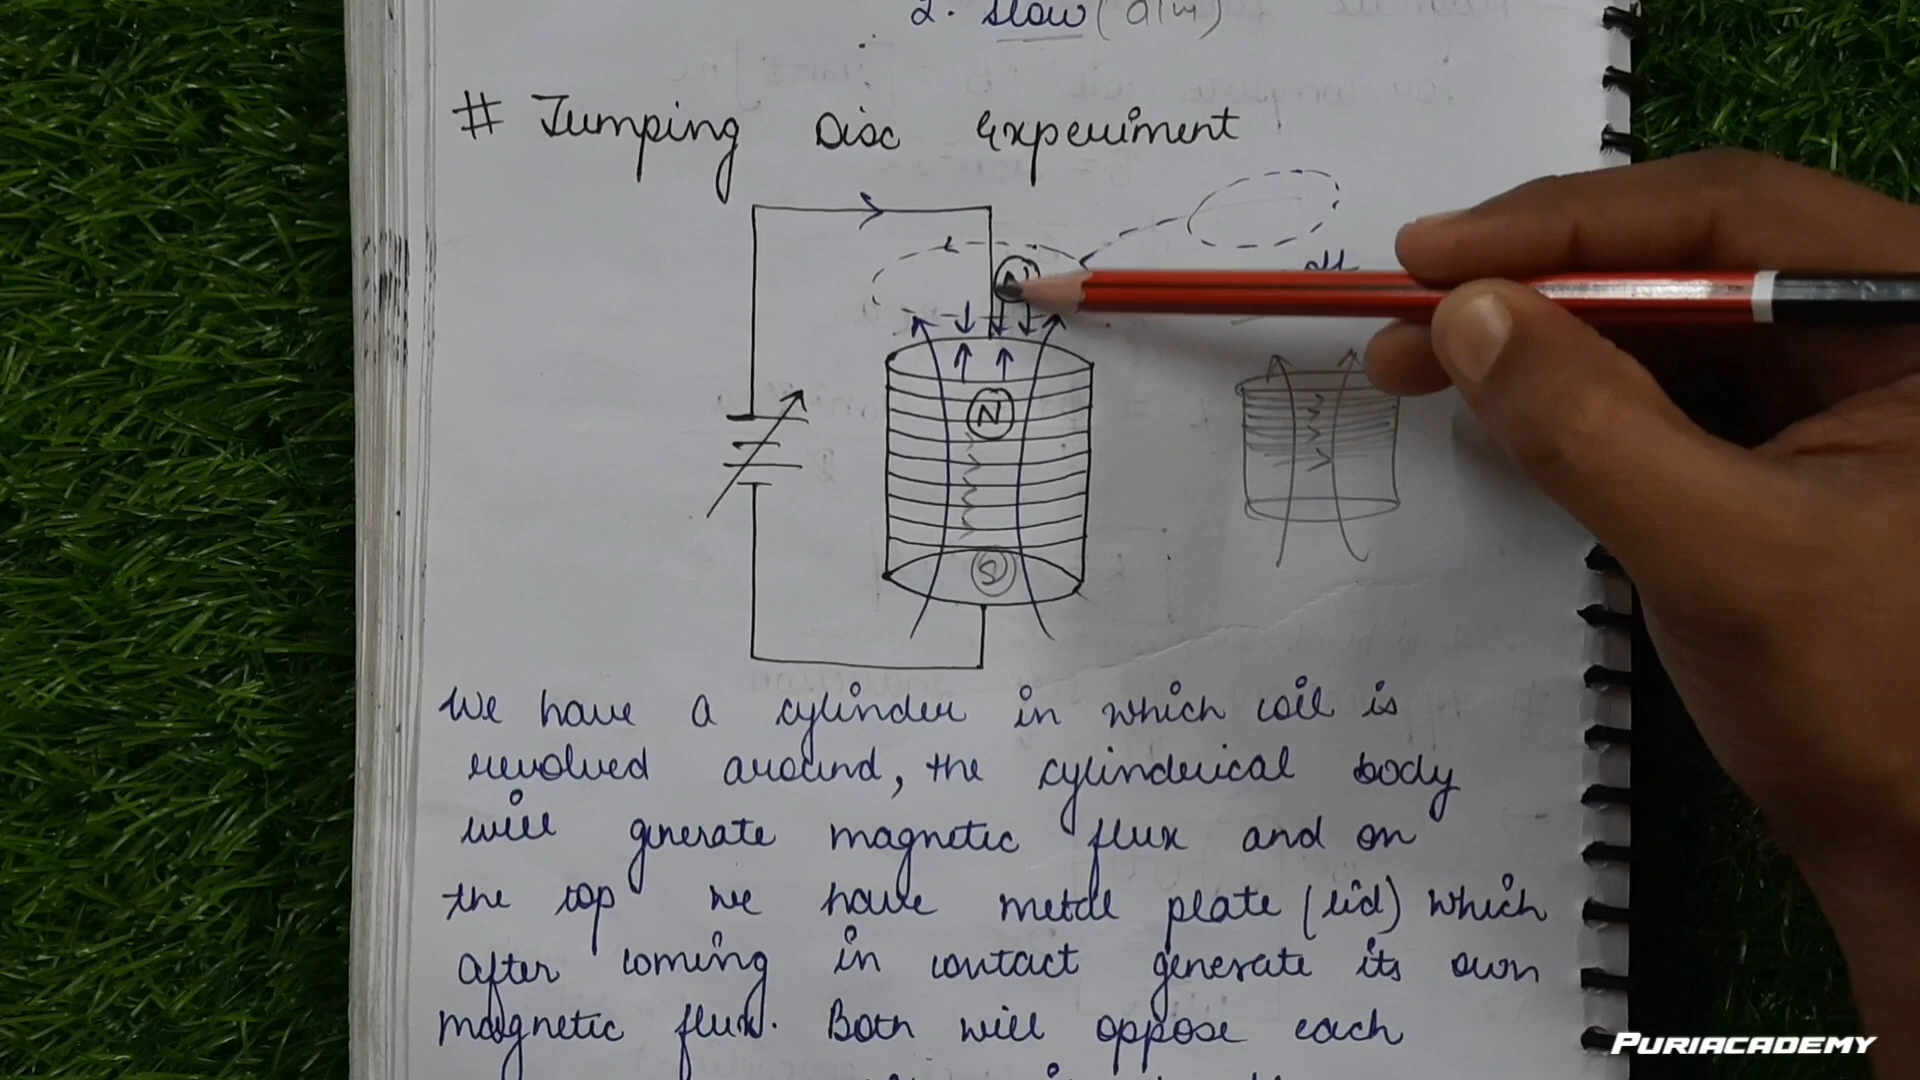 2. Slow (
# Jumping Disc Experiment
N
N
S
We have a cylinder in which coil is
revolved around, the cylinderical body
will generate magnetic flux and on
the top we have metal plate (lid) which
after coming in contact generate its own
magnetic flux. Both will oppose each
PURIACADEMY